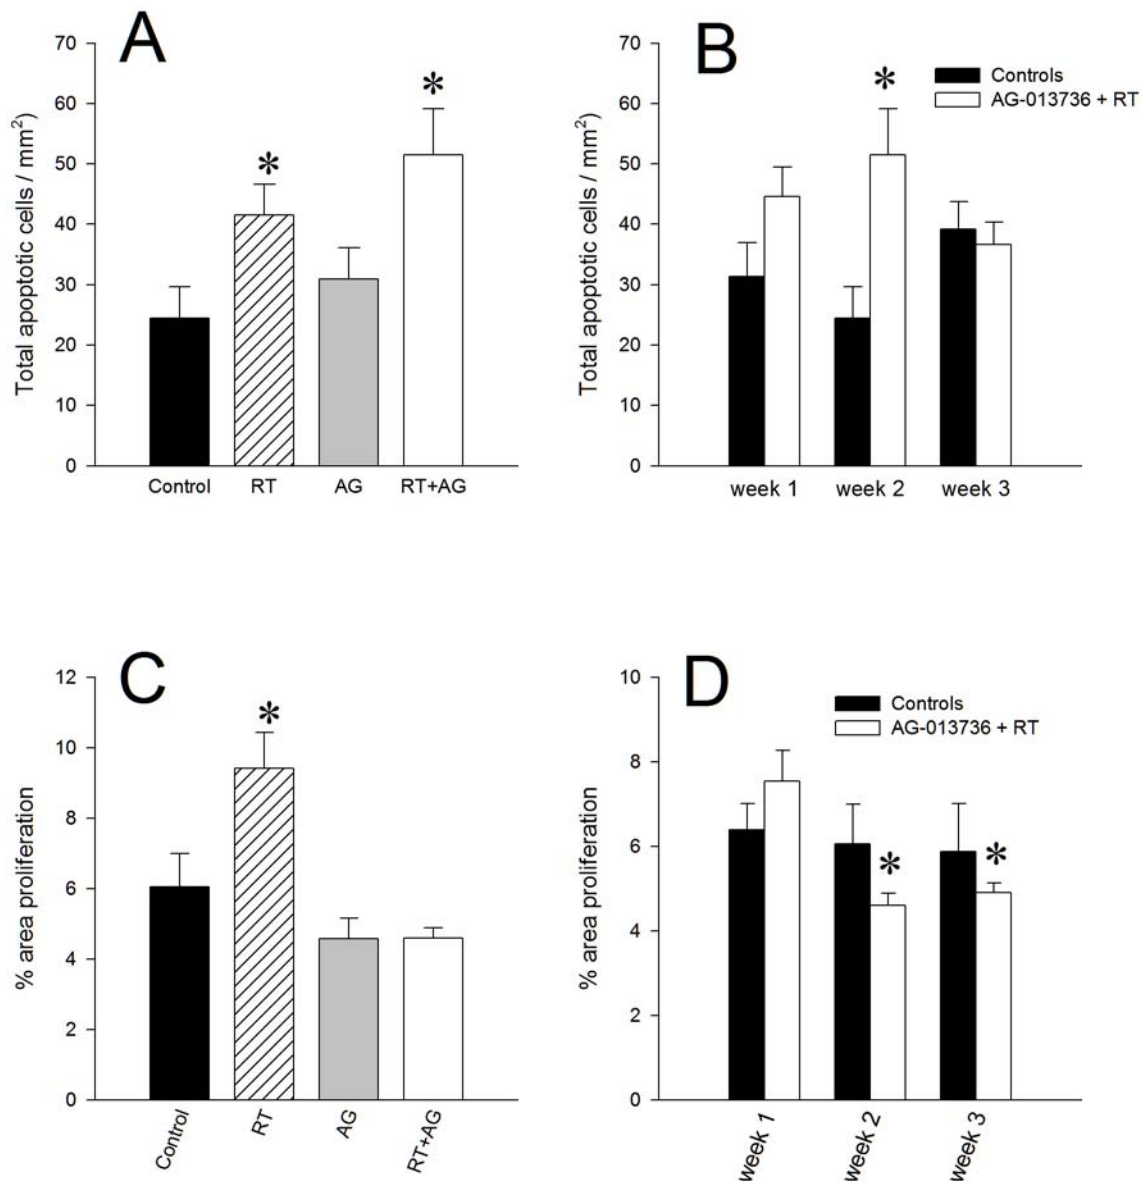 A
70
60
50
40
30
20
10
0
Total apoptotic cells / mm²
*
*
Control RT AG RT+AG
B
70
60
50
40
30
20
10
0
Total apoptotic cells / mm²
*
Controls
AG-013736 + RT
week 1 week 2 week 3
C
12
10
8
6
4
2
0
% area proliferation
*
Control RT AG RT+AG
D
10
8
6
4
2
0
% area proliferation
Controls
AG-013736 + RT
*
*
week 1 week 2 week 3